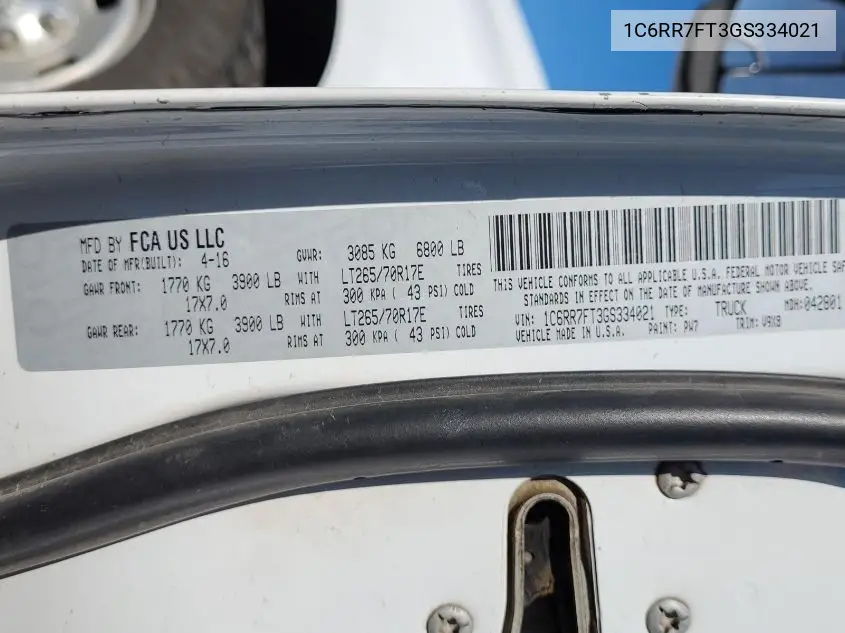 1C6RR7FT3GS334021
MFD BY FCA US LLC
DATE OF MFR(BUILT): 4-16 GVWR: 3085 KG 6800 LB
GAWR FRONT: 1770 KG 3900 LB WITH LT265/70R17E TIRES
17X7.0 RIMS AT 300 KPA ( 43 PSI) COLD
GAWR REAR: 1770 KG 3900 LB WITH LT265/70R17E TIRES
17X7.0 RIMS AT 300 KPA ( 43 PSI) COLD
THIS VEHICLE CONFORMS TO ALL APPLICABLE U.S.A. FEDERAL MOTOR VEHICLE SAF
STANDARDS IN EFFECT ON THE DATE OF MANUFACTURE SHOWN ABOVE.
VIN: 1C6RR7FT3GS334021 TYPE: TRUCK MDH:042801
VEHICLE MADE IN U.S.A. PAINT: PW7 TRIM: V9X8